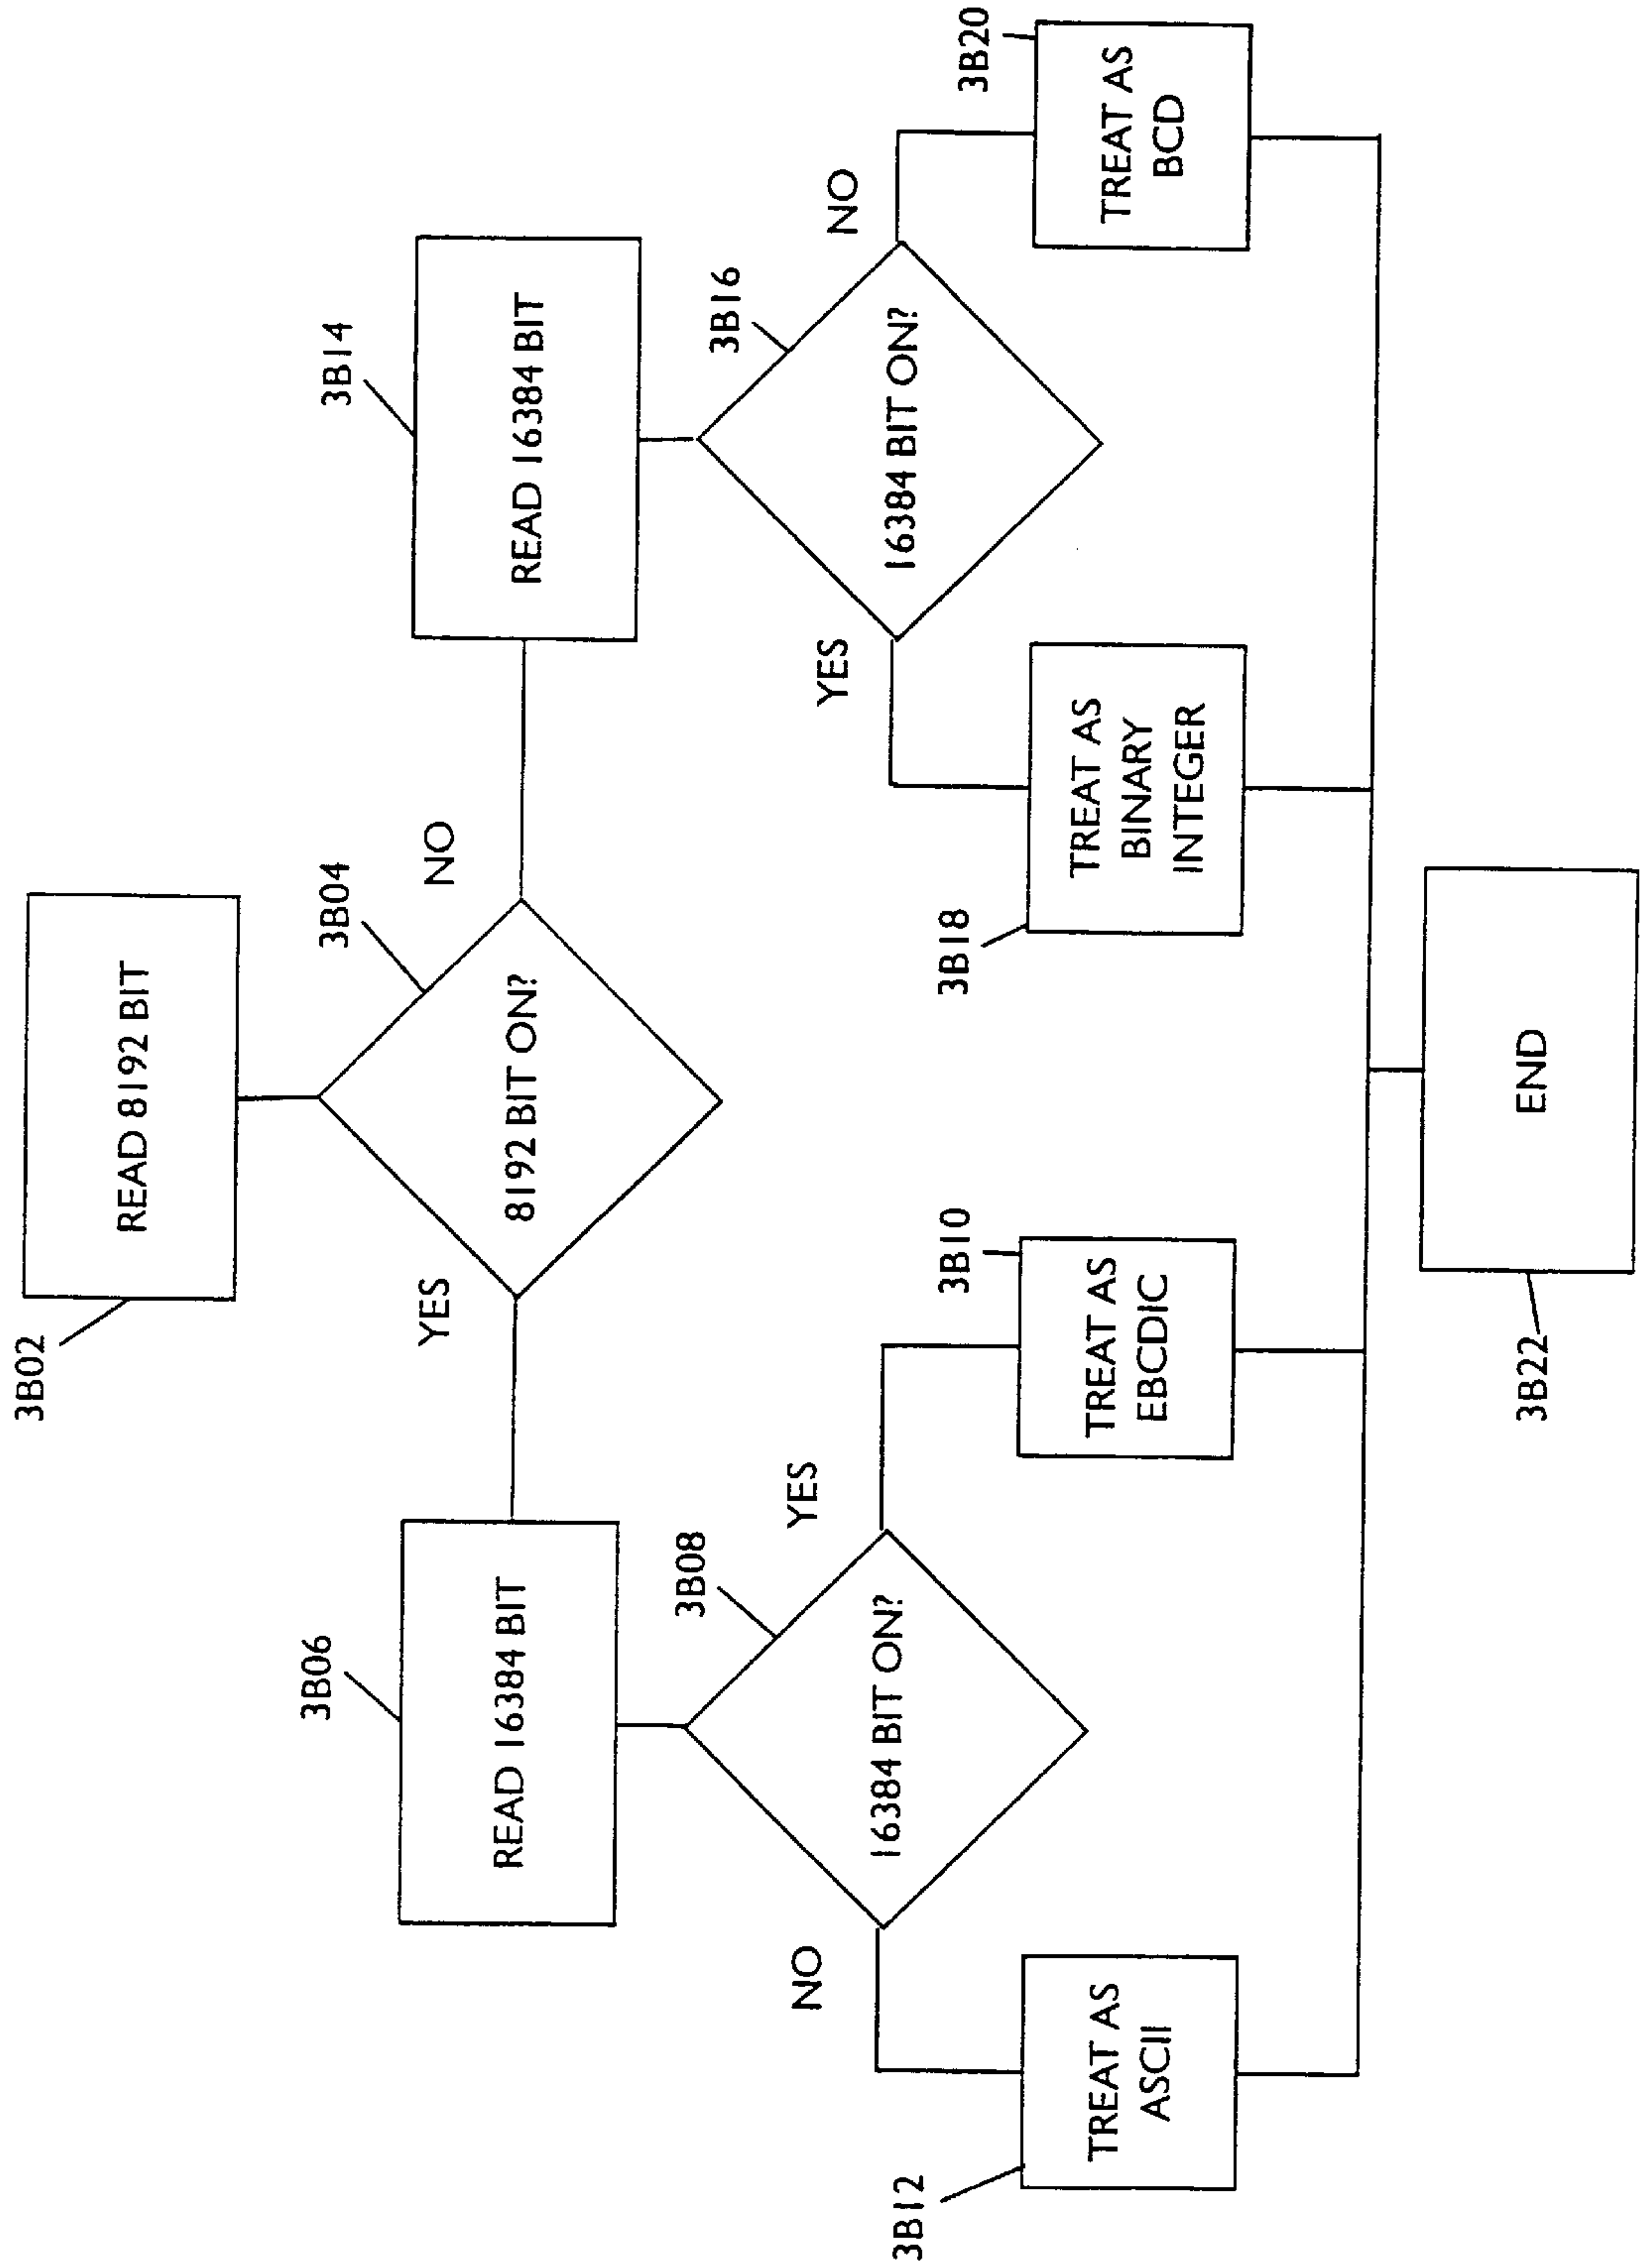 3B02
READ 8192 BIT
3B04
8192 BIT ON?
YES
NO
3B06
READ 16384 BIT
3B14
READ 16384 BIT
3B08
16384 BIT ON?
NO
YES
3B16
16384 BIT ON?
YES
NO
3B12
TREAT AS
ASCII
3B10
TREAT AS
EBCDIC
3B18
TREAT AS
BINARY
INTEGER
3B20
TREAT AS
BCD
3B22
END